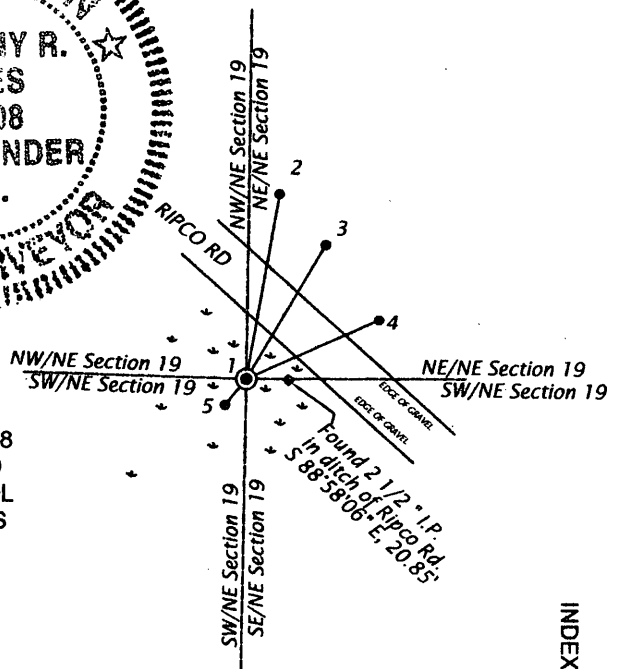 NY R.
ES
08
NDER
VEYOR
NW/NE Section 19
NE/NE Section 19
2
3
RIPCO RD
4
NW/NE Section 19
SW/NE Section 19
1
NE/NE Section 19
SW/NE Section 19
5
EDGE OF GRAVEL
EDGE OF GRAVEL
Found 2 1/2 " I.P.
in ditch of Ripco Rd.
S 88°58'06" E, 20.85'
8
L
S
SW/NE Section 19
SE/NE Section 19
INDEX